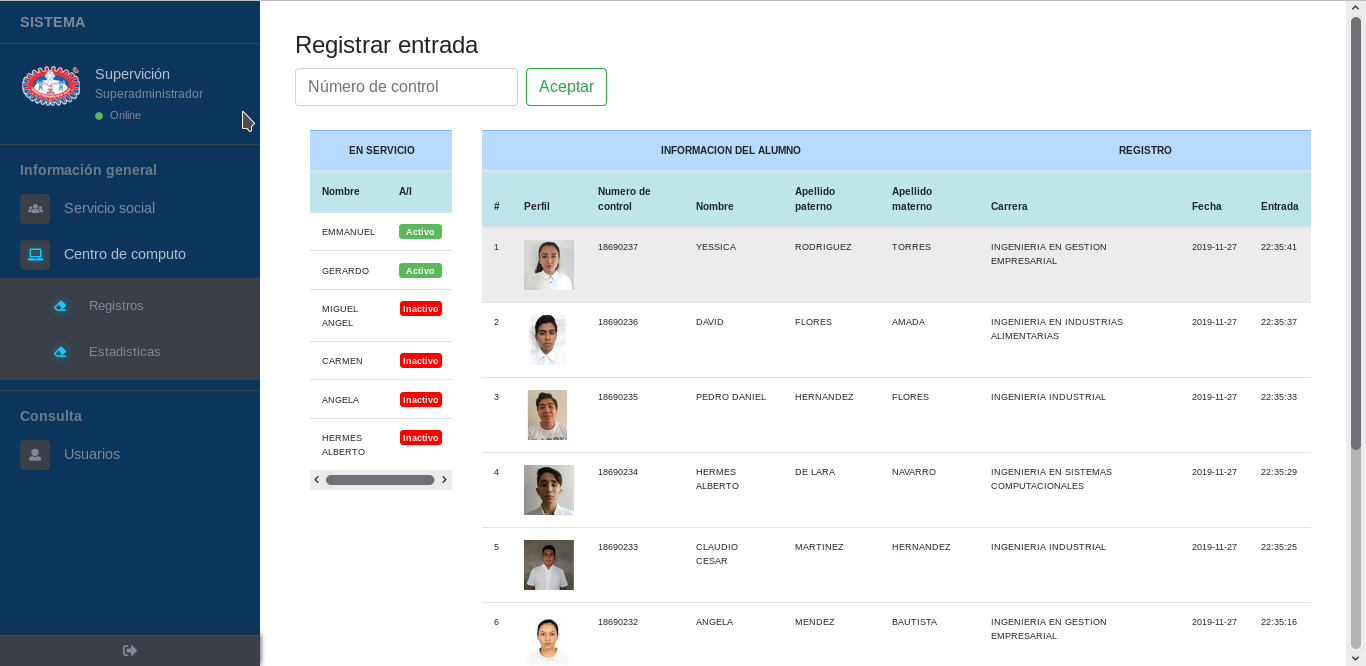 SISTEMA
Supervición
Superadministrador
Online
Información general
Servicio social
Centro de computo
Registros
Estadisticas
Consulta
Usuarios
Registrar entrada
Número de control Aceptar
EN SERVICIO
Nombre A/I
EMMANUEL Activo
GERARDO Activo
MIGUEL Inactivo
ANGEL
CARMEN Inactivo
ANGELA Inactivo
HERMES Inactivo
ALBERTO
INFORMACION DEL ALUMNO REGISTRO
Numero de Apellido Apellido
# Perfil control Nombre paterno materno Carrera Fecha Entrada
1 18690237 YESSICA RODRIGUEZ TORRES INGENIERIA EN GESTION 2019-11-27 22:35:41
EMPRESARIAL
2 18690236 DAVID FLORES AMADA INGENIERIA EN INDUSTRIAS 2019-11-27 22:35:37
ALIMENTARIAS
3 18690235 PEDRO DANIEL HERNANDEZ FLORES INGENIERIA INDUSTRIAL 2019-11-27 22:35:33
4 18690234 HERMES DE LARA NAVARRO INGENIERIA EN SISTEMAS 2019-11-27 22:35:29
ALBERTO COMPUTACIONALES
5 18690233 CLAUDIO MARTINEZ HERNANDEZ INGENIERIA INDUSTRIAL 2019-11-27 22:35:25
CESAR
6 18690232 ANGELA MENDEZ BAUTISTA INGENIERIA EN GESTION 2019-11-27 22:35:16
EMPRESARIAL